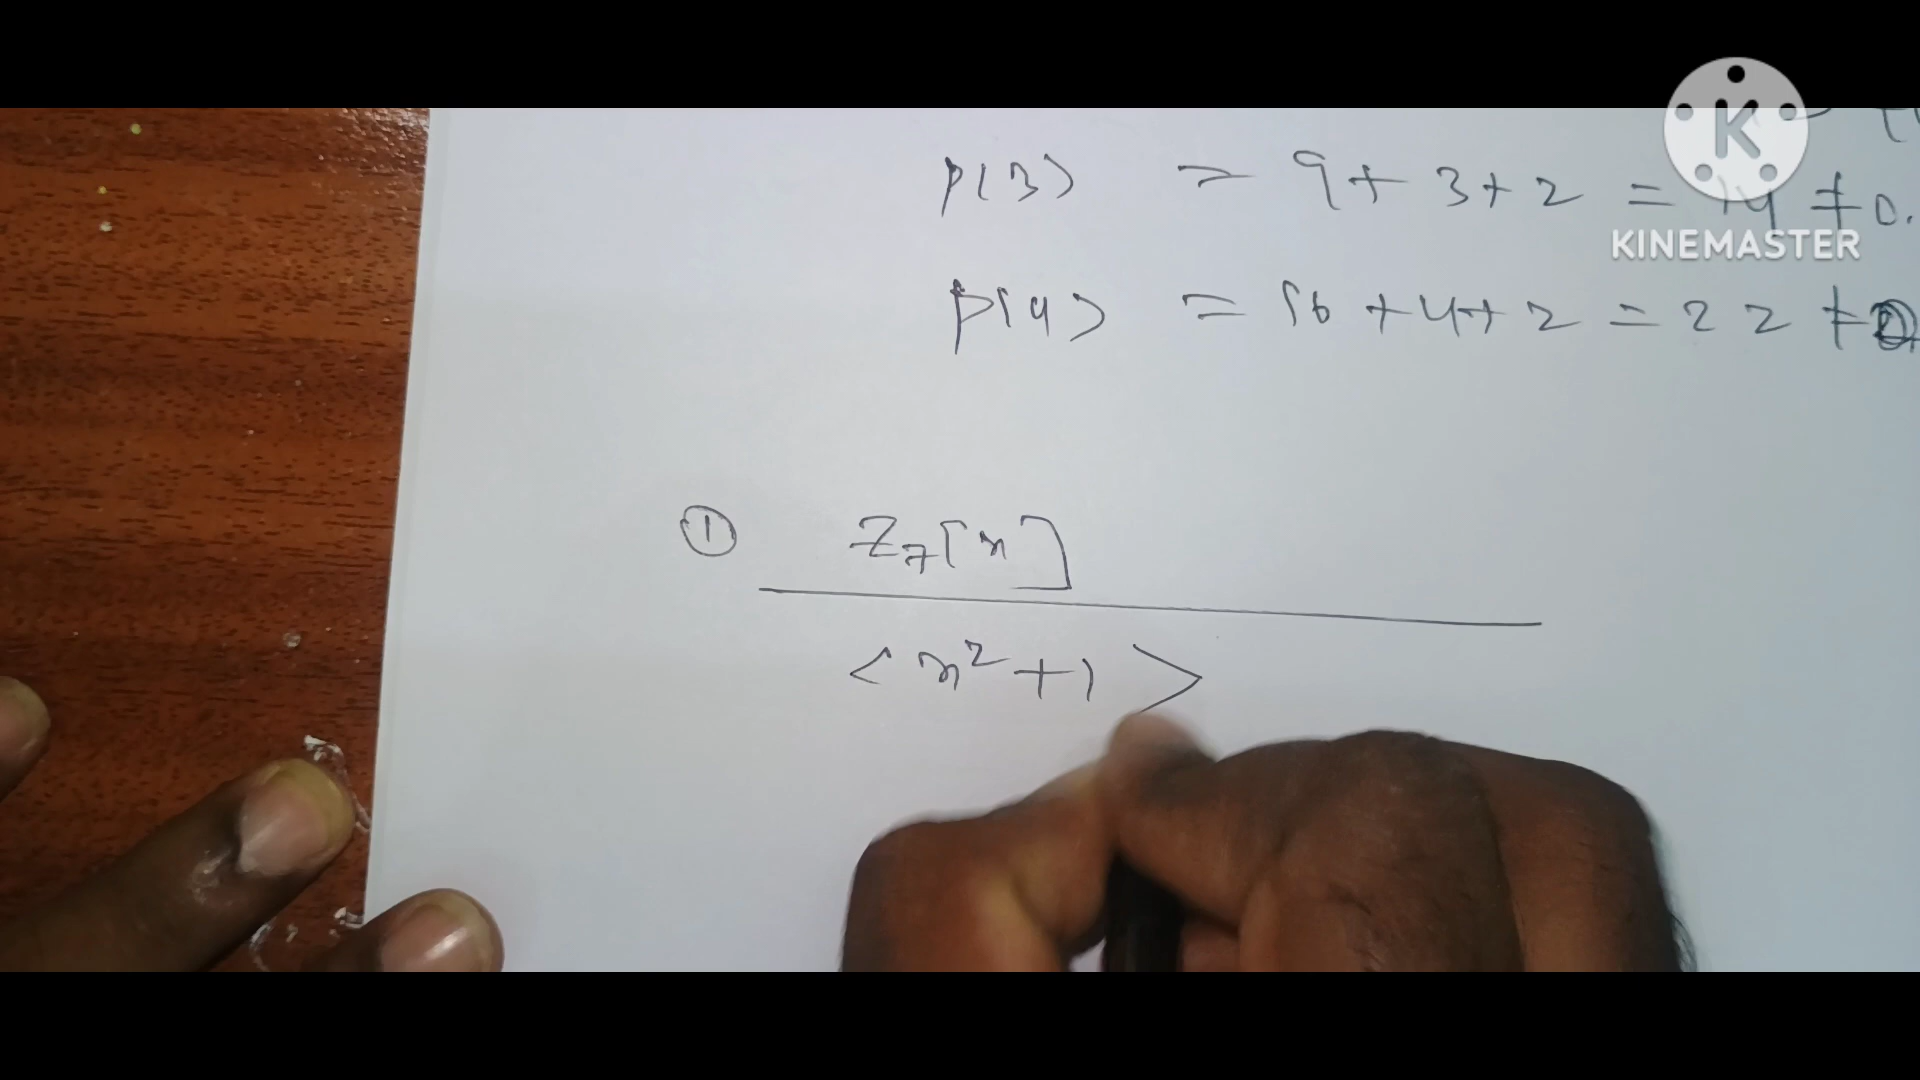 p(3) = 9+3+2 = 14 ≠ 0.
KINEMASTER
p(4) = 16+4+2 = 22 ≠ 0
① Z₇[x]
< x²+1 >